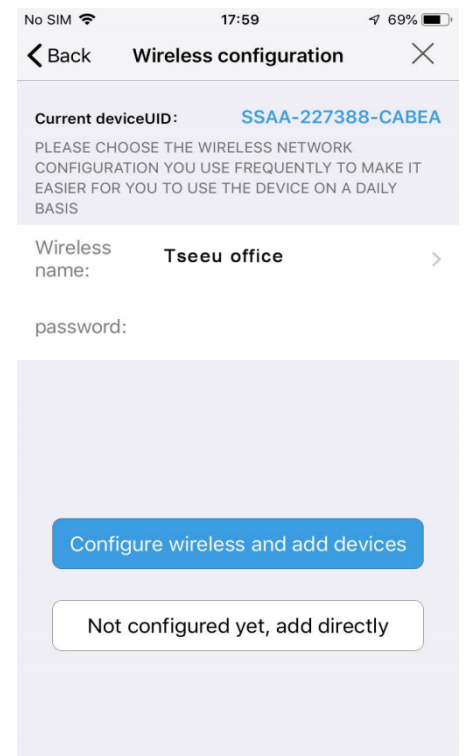 No SIM 17:59 69%
Back Wireless configuration
Current deviceUID: SSAA-227388-CABEA
PLEASE CHOOSE THE WIRELESS NETWORK
CONFIGURATION YOU USE FREQUENTLY TO MAKE IT
EASIER FOR YOU TO USE THE DEVICE ON A DAILY
BASIS
Wireless
name: Tseeu office
password:
Configure wireless and add devices
Not configured yet, add directly